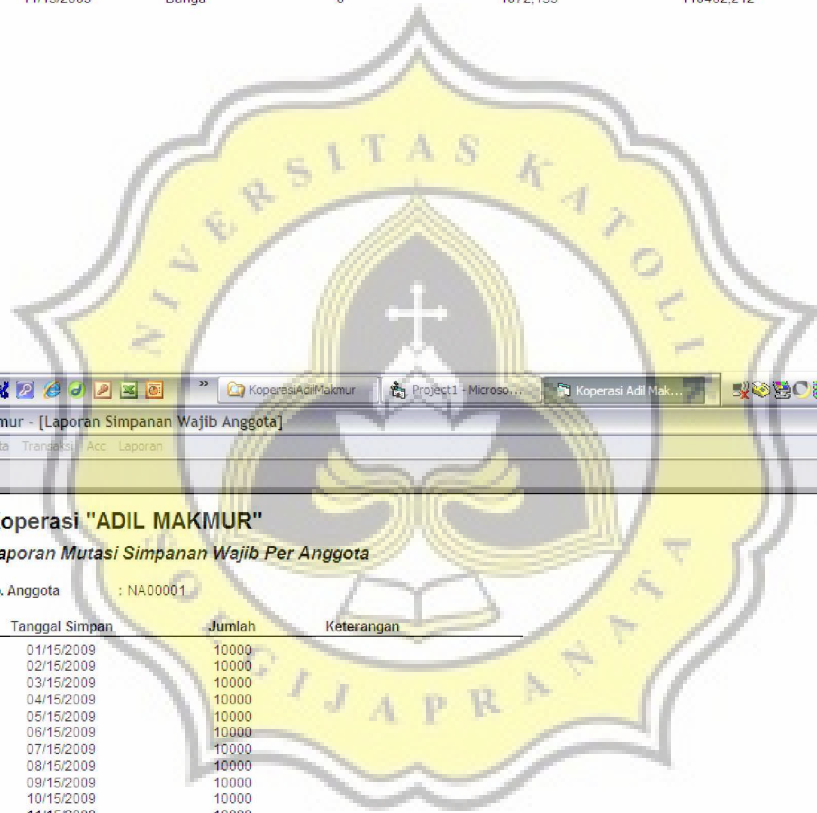 UNIVERSITAS KATOLIK
SOEGIJAPRANATA
KoperasiAdilMakmur Project1 - Microso... Koperasi Adil Mak...
mur - [Laporan Simpanan Wajib Anggota]
ta Transaksi Acc Laporan
operasi "ADIL MAKMUR"
aporan Mutasi Simpanan Wajib Per Anggota
. Anggota : NA00001
Tanggal Simpan Jumlah Keterangan
01/15/2009 10000
02/15/2009 10000
03/15/2009 10000
04/15/2009 10000
05/15/2009 10000
06/15/2009 10000
07/15/2009 10000
08/15/2009 10000
09/15/2009 10000
10/15/2009 10000